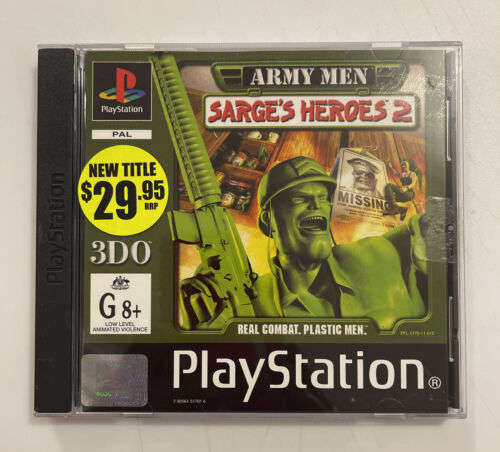 PlayStation
PlayStation
PAL
NEW TITLE
$29.95
RRP
3DO
G 8+
LOW LEVEL
ANIMATED VIOLENCE
ARMY MEN
SARGE'S HEROES 2
MISSING
REAL COMBAT. PLASTIC MEN.™
PlayStation®